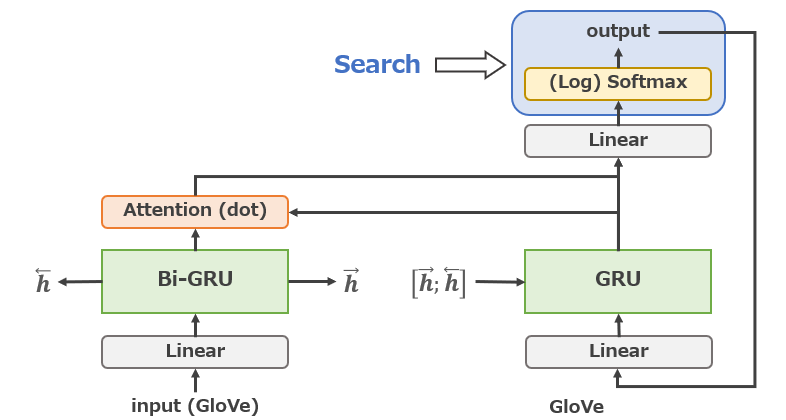 output
Search
(Log) Softmax
Linear
Attention (dot)
Bi-GRU
GRU
$\overleftarrow{h}$
$\overrightarrow{h}$
$[\overrightarrow{h};\overleftarrow{h}]$
Linear
Linear
input (GloVe)
GloVe